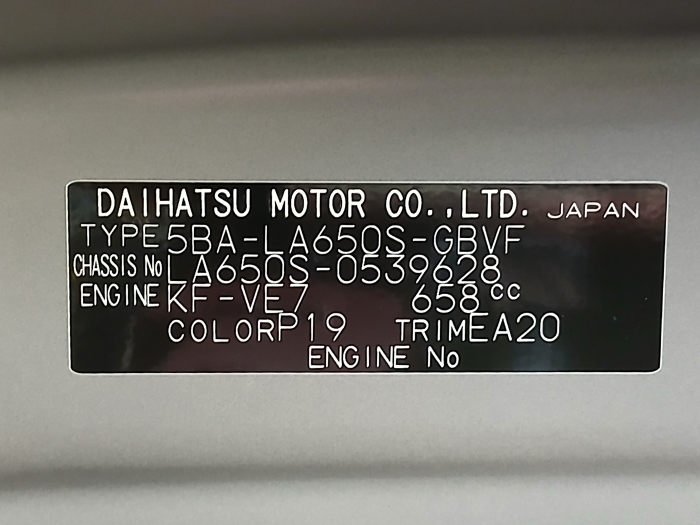 DAIHATSU MOTOR CO.,LTD. JAPAN
TYPE 5BA-LA650S-GBVF
CHASSIS No LA650S-0539628
ENGINE KF-VE7 658cc
COLOR P19 TRIM EA20
ENGINE No